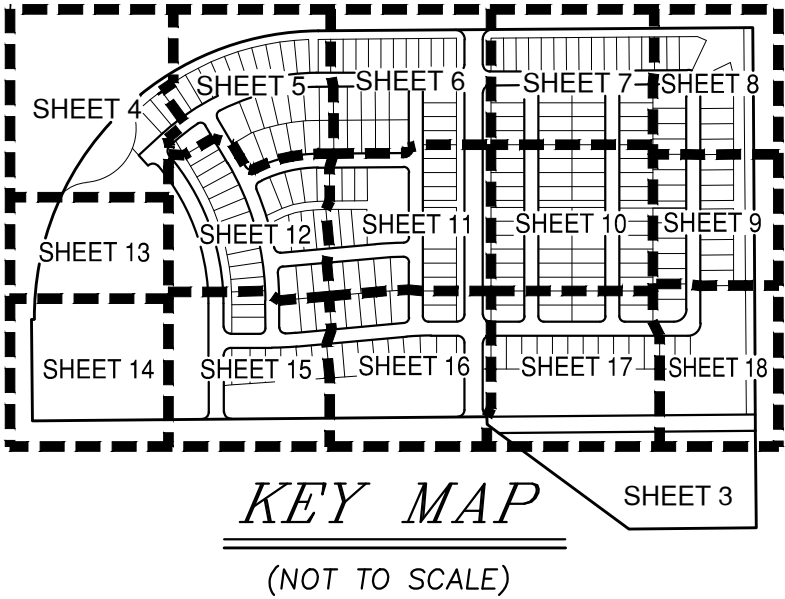 SHEET 4
SHEET 5
SHEET 6
SHEET 7
SHEET 8
SHEET 13
SHEET 12
SHEET 11
SHEET 10
SHEET 9
SHEET 14
SHEET 15
SHEET 16
SHEET 17
SHEET 18
SHEET 3
KEY MAP
(NOT TO SCALE)